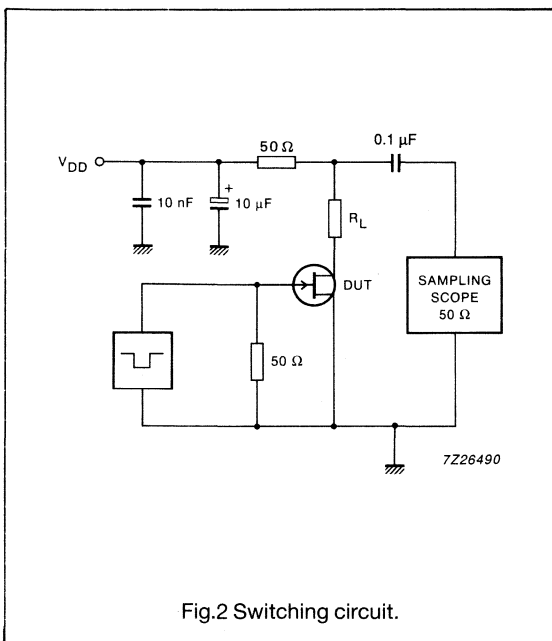 50 Ω
0.1 μF
V_DD
10 nF
+
10 μF
R_L
DUT
SAMPLING
SCOPE
50 Ω
50 Ω
7Z26490
Fig.2 Switching circuit.